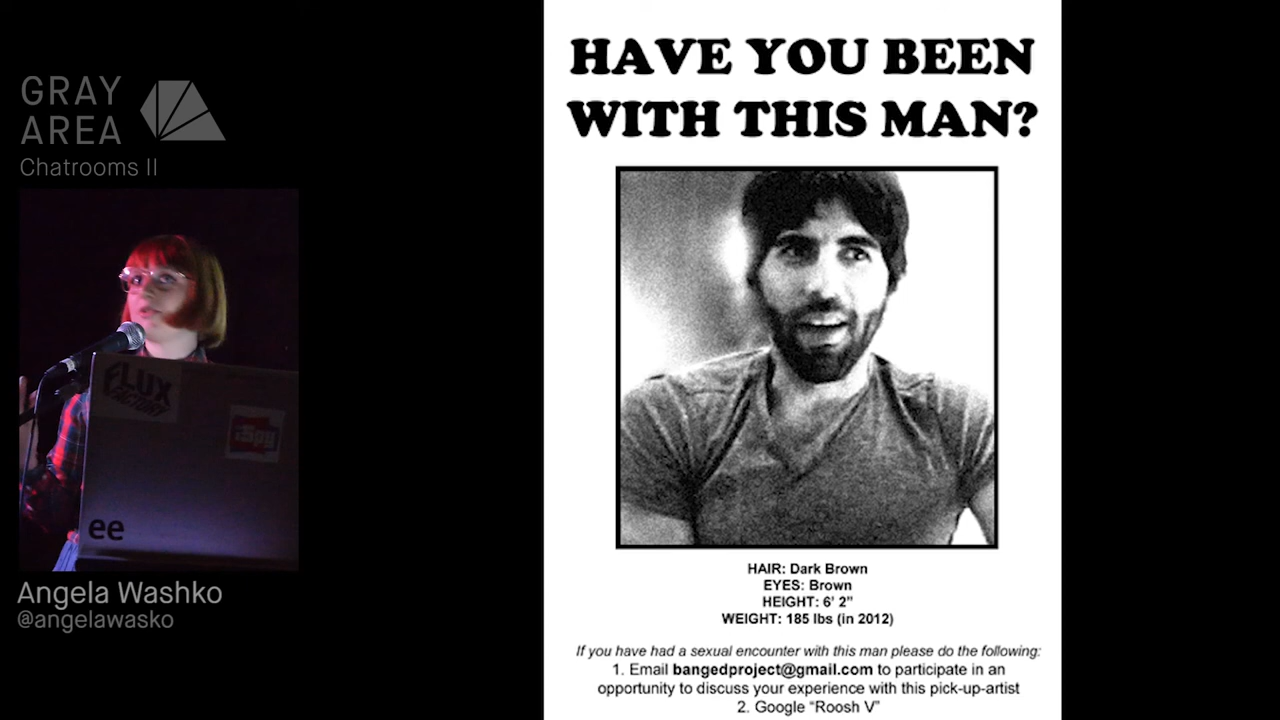 GRAY
AREA
Chatrooms II
FLUX
FACTORY
Spy
ee
Angela Washko
@angelawasko
HAVE YOU BEEN
WITH THIS MAN?
HAIR: Dark Brown
EYES: Brown
HEIGHT: 6' 2"
WEIGHT: 185 lbs (in 2012)
If you have had a sexual encounter with this man please do the following:
1. Email bangedproject@gmail.com to participate in an
opportunity to discuss your experience with this pick-up-artist
2. Google “Roosh V”